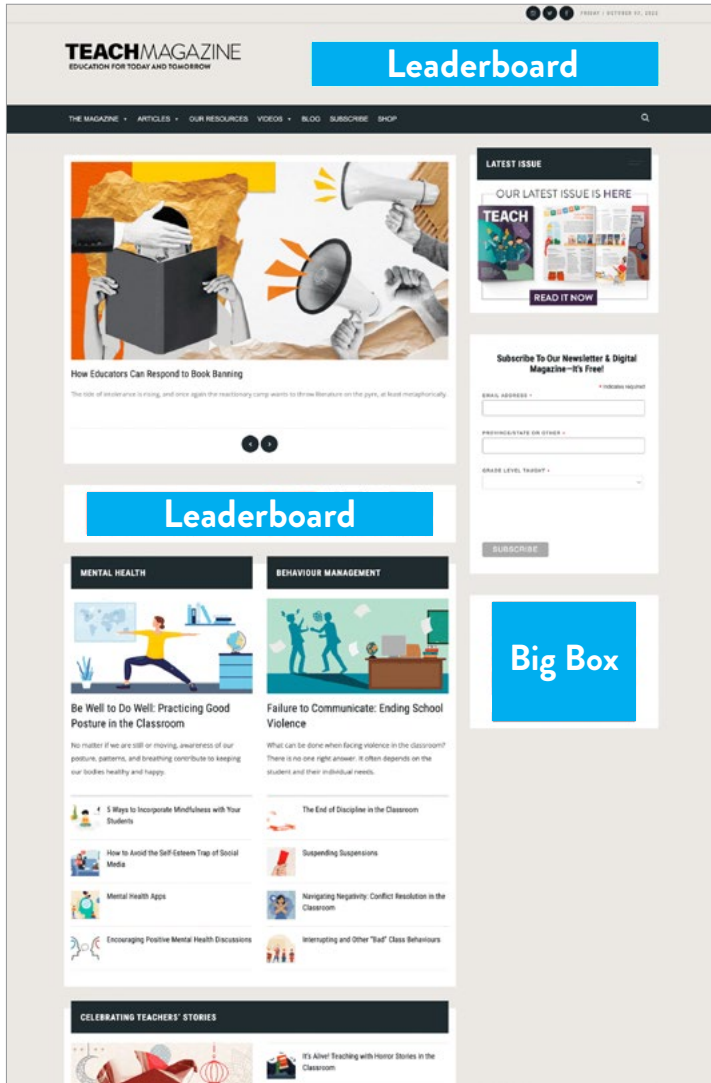 FRIDAY / OCTOBER 07, 2022
TEACHMAGAZINE
EDUCATION FOR TODAY AND TOMORROW
Leaderboard
THE MAGAZINE
ARTICLES
OUR RESOURCES
VIDEOS
BLOG
SUBSCRIBE
SHOP
How Educators Can Respond to Book Banning
The tide of intolerance is rising, and once again the reactionary camp wants to throw literature on the pyre, at least metaphorically.
LATEST ISSUE
OUR LATEST ISSUE IS HERE
TEACH
READ IT NOW
Subscribe To Our Newsletter & Digital
Magazine—It's Free!
* indicates required
EMAIL ADDRESS *
PROVINCE/STATE OR OTHER *
GRADE LEVEL TAUGHT *
SUBSCRIBE
Leaderboard
Big Box
MENTAL HEALTH
Be Well to Do Well: Practicing Good
Posture in the Classroom
No matter if we are still or moving, awareness of our
posture, patterns, and breathing contribute to keeping
our bodies healthy and happy.
5 Ways to Incorporate Mindfulness with Your
Students
How to Avoid the Self-Esteem Trap of Social
Media
Mental Health Apps
Encouraging Positive Mental Health Discussions
BEHAVIOUR MANAGEMENT
Failure to Communicate: Ending School
Violence
What can be done when facing violence in the classroom?
There is no one right answer. It often depends on the
student and their individual needs.
The End of Discipline in the Classroom
Suspending Suspensions
Navigating Negativity: Conflict Resolution in the
Classroom
Interrupting and Other "Bad" Class Behaviours
CELEBRATING TEACHERS' STORIES
It's Alive! Teaching with Horror Stories in the
Classroom